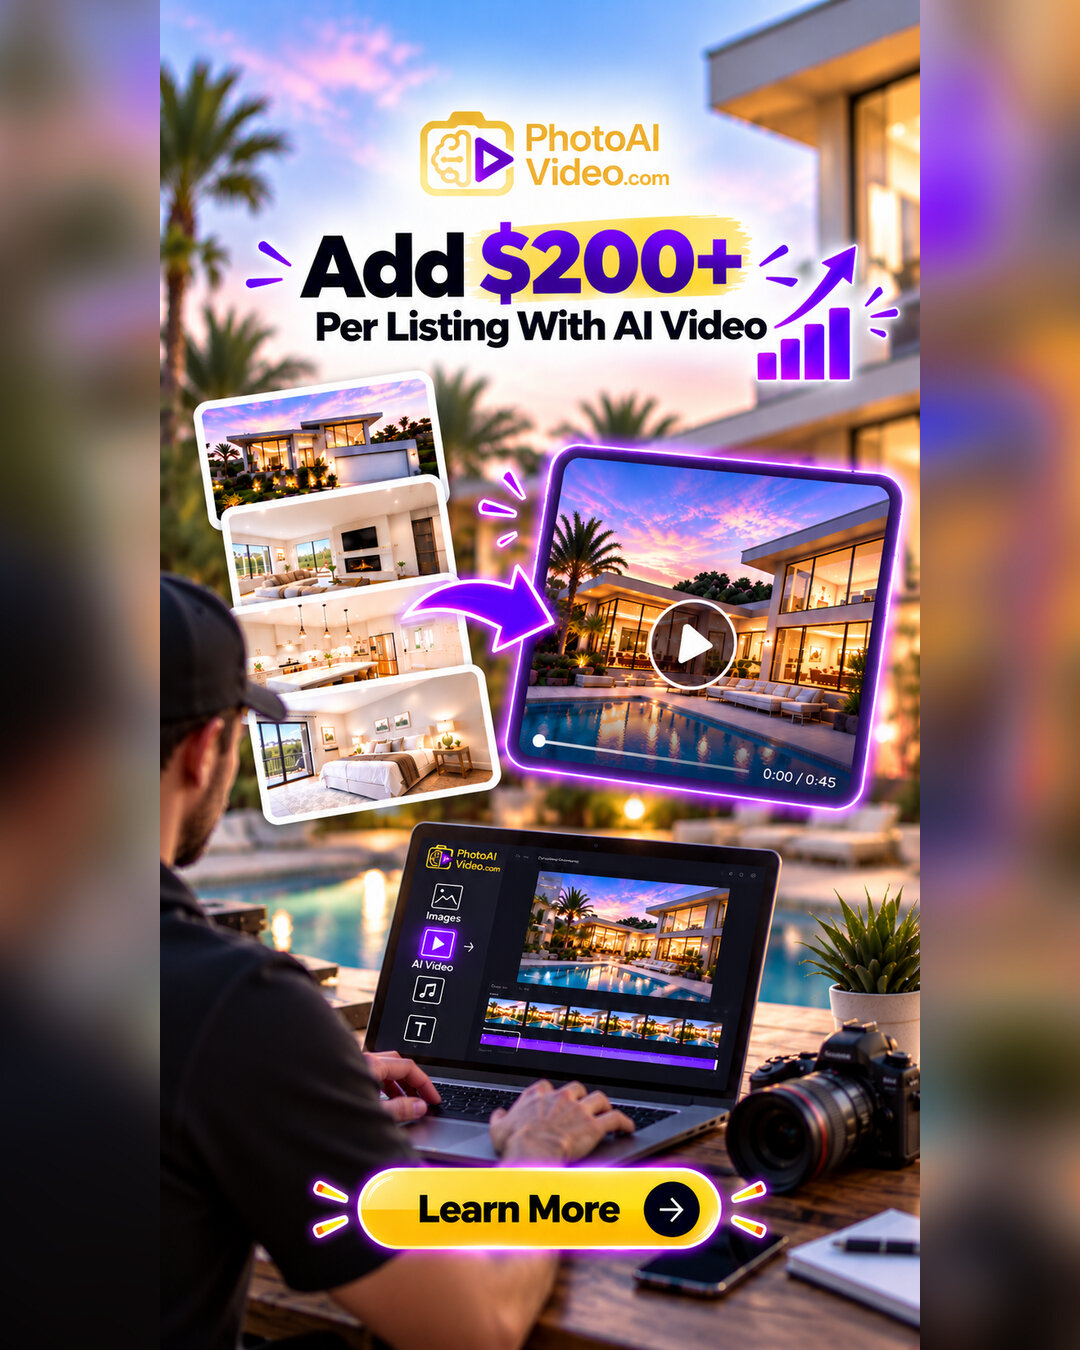 PhotoAI
Video.com
Add $200+
Per Listing With AI Video
0:00 / 0:45
PhotoAI
Video.com
Images
AI Video
T
Learn More